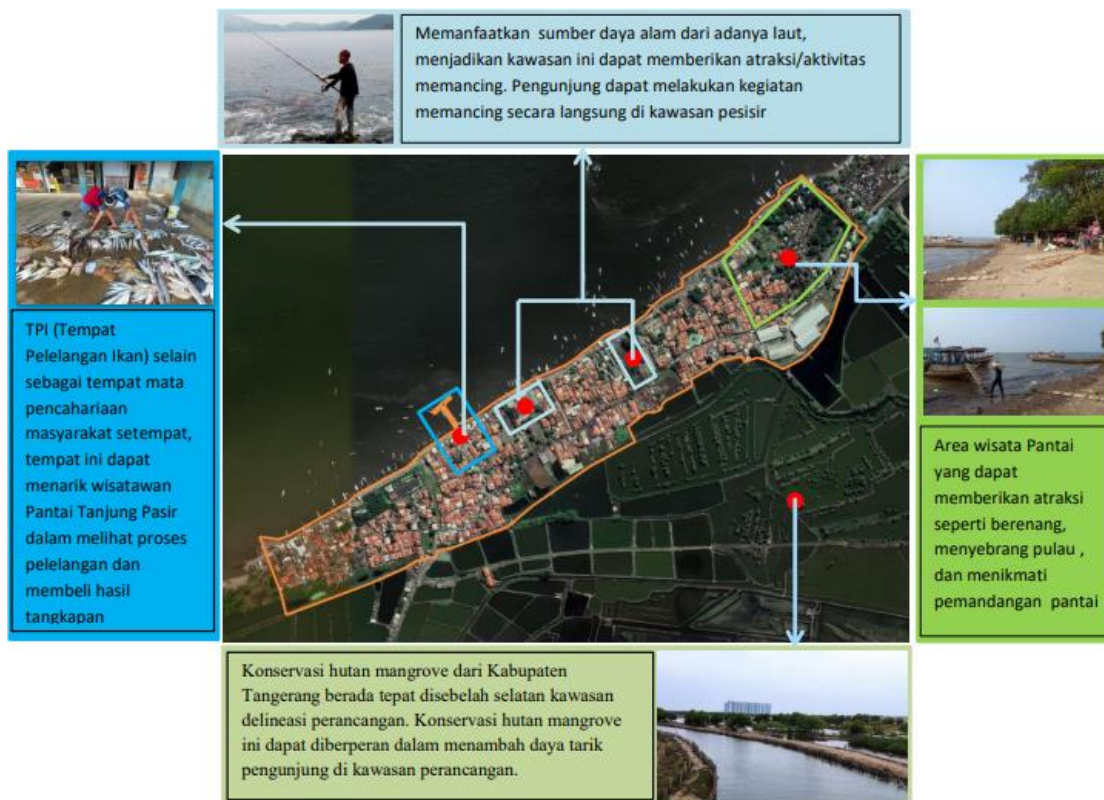 Memanfaatkan sumber daya alam dari adanya laut,
menjadikan kawasan ini dapat memberikan atraksi/aktivitas
memancing. Pengunjung dapat melakukan kegiatan
memancing secara langsung di kawasan pesisir
TPI (Tempat
Pelelangan Ikan) selain
sebagai tempat mata
pencahariaan
masyarakat setempat,
tempat ini dapat
menarik wisatawan
Pantai Tanjung Pasir
dalam melihat proses
pelelangan dan
membeli hasil
tangkapan
Area wisata Pantai
yang dapat
memberikan atraksi
seperti berenang,
menyebrang pulau ,
dan menikmati
pemandangan pantai
Konservasi hutan mangrove dari Kabupaten
Tangerang berada tepat disebelah selatan kawasan
delineasi perancangan. Konservasi hutan mangrove
ini dapat diberperan dalam menambah daya tarik
pengunjung di kawasan perancangan.